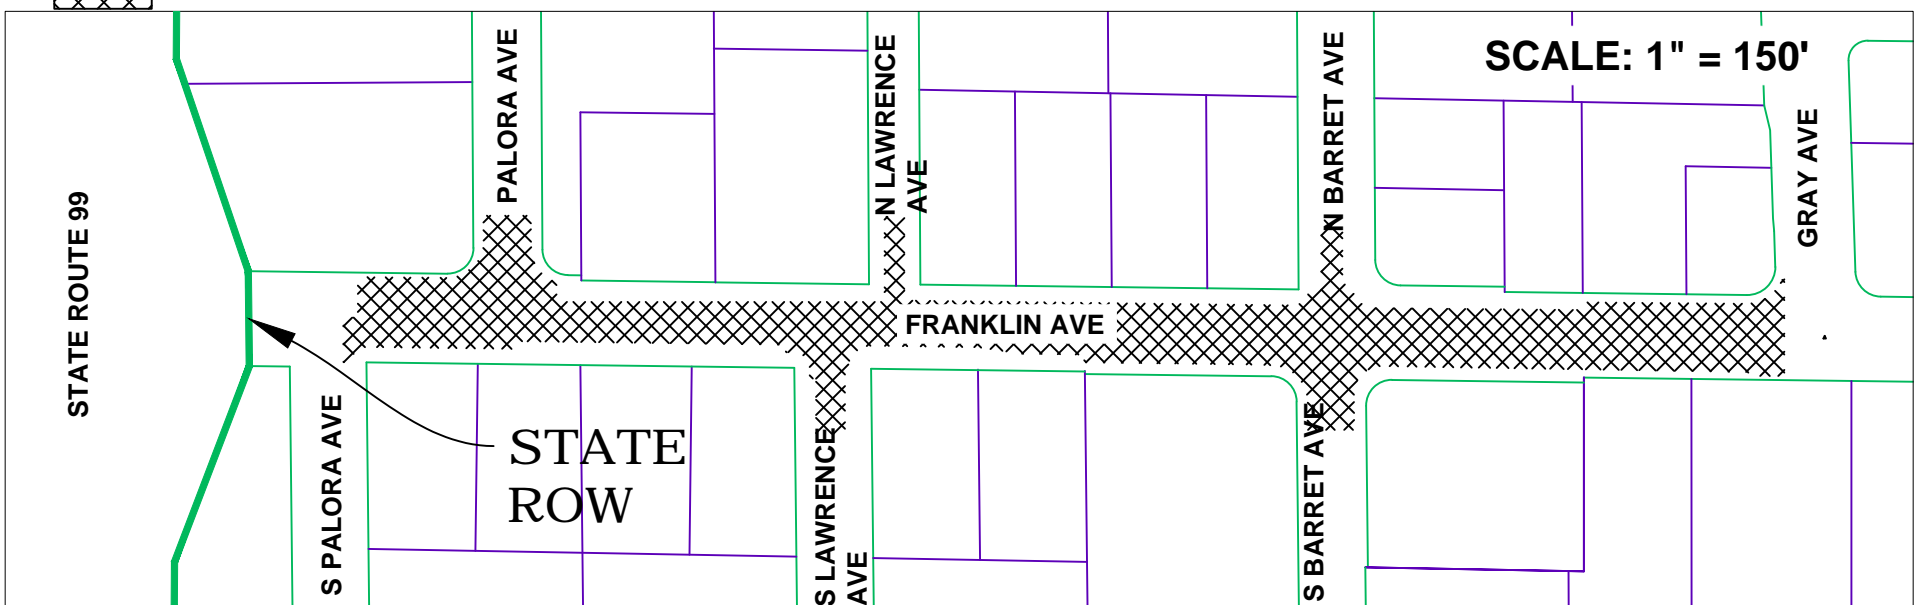 SCALE: 1" = 150'
STATE ROUTE 99
PALORA AVE
N LAWRENCE
AVE
N BARRET AVE
GRAY AVE
FRANKLIN AVE
S PALORA AVE
STATE
ROW
S LAWRENCE
AVE
S BARRET AVE